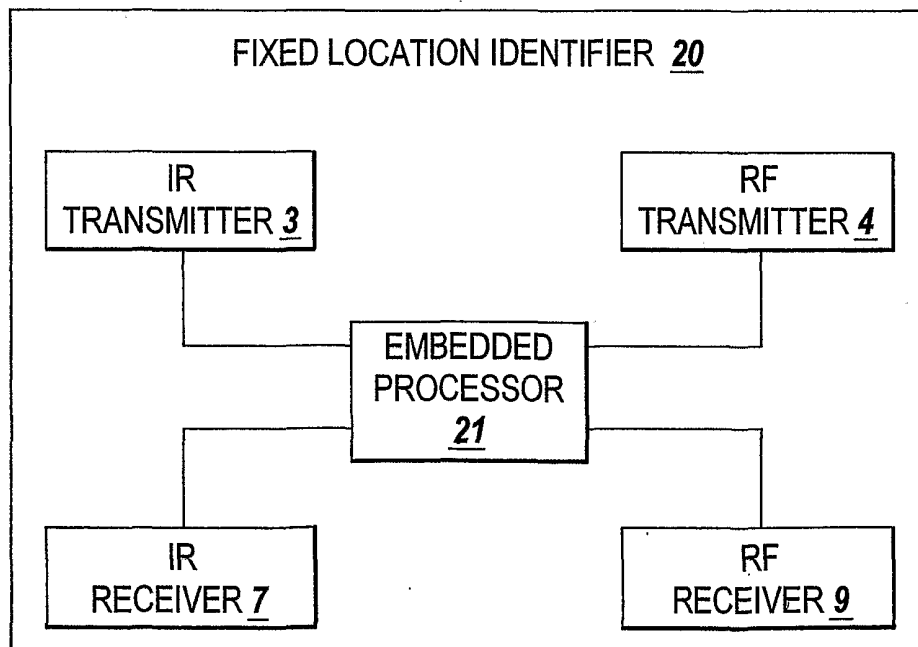 FIXED LOCATION IDENTIFIER 20
IR
TRANSMITTER 3
RF
TRANSMITTER 4
EMBEDDED
PROCESSOR
21
IR
RECEIVER 7
RF
RECEIVER 9